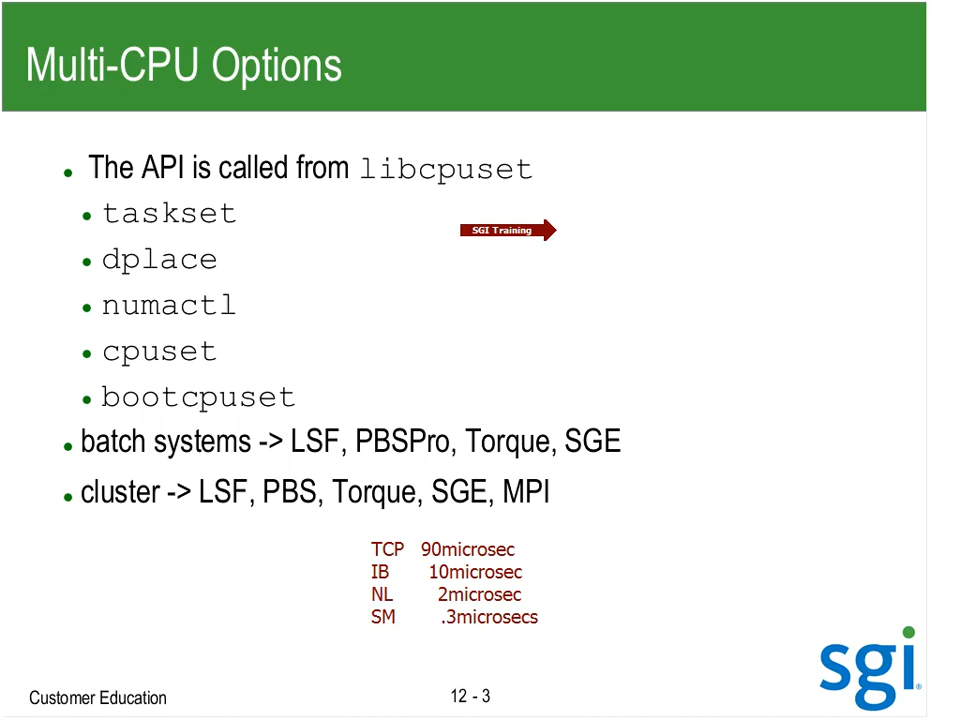 Multi-CPU Options
The API is called from libcpuset
taskset
SGI Training
dplace
numactl
cpuset
bootcpuset
batch systems -> LSF, PBSPro, Torque, SGE
cluster -> LSF, PBS, Torque, SGE, MPI
TCP 90microsec
IB 10microsec
NL 2microsec
SM .3microsecs
sgi®
Customer Education
12 - 3